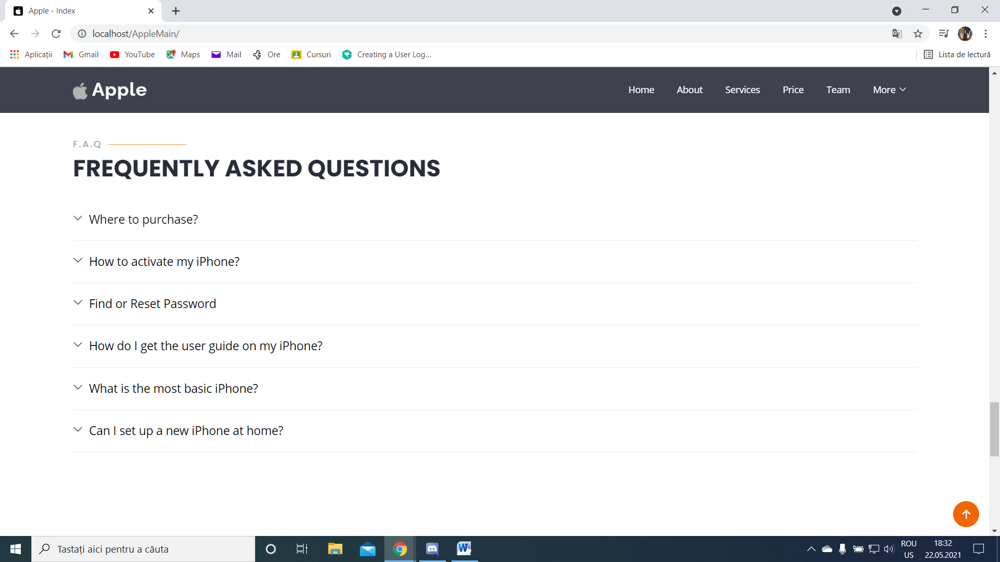 Apple - Index
localhost/AppleMain/
Aplicații Gmail YouTube Maps Mail Ore Cursuri Creating a User Log... Lista de lectură
Apple Home About Services Price Team More
F.A.Q
FREQUENTLY ASKED QUESTIONS
Where to purchase?
How to activate my iPhone?
Find or Reset Password
How do I get the user guide on my iPhone?
What is the most basic iPhone?
Can I set up a new iPhone at home?
Tastați aici pentru a căuta
ROU 18:32
US 22.05.2021